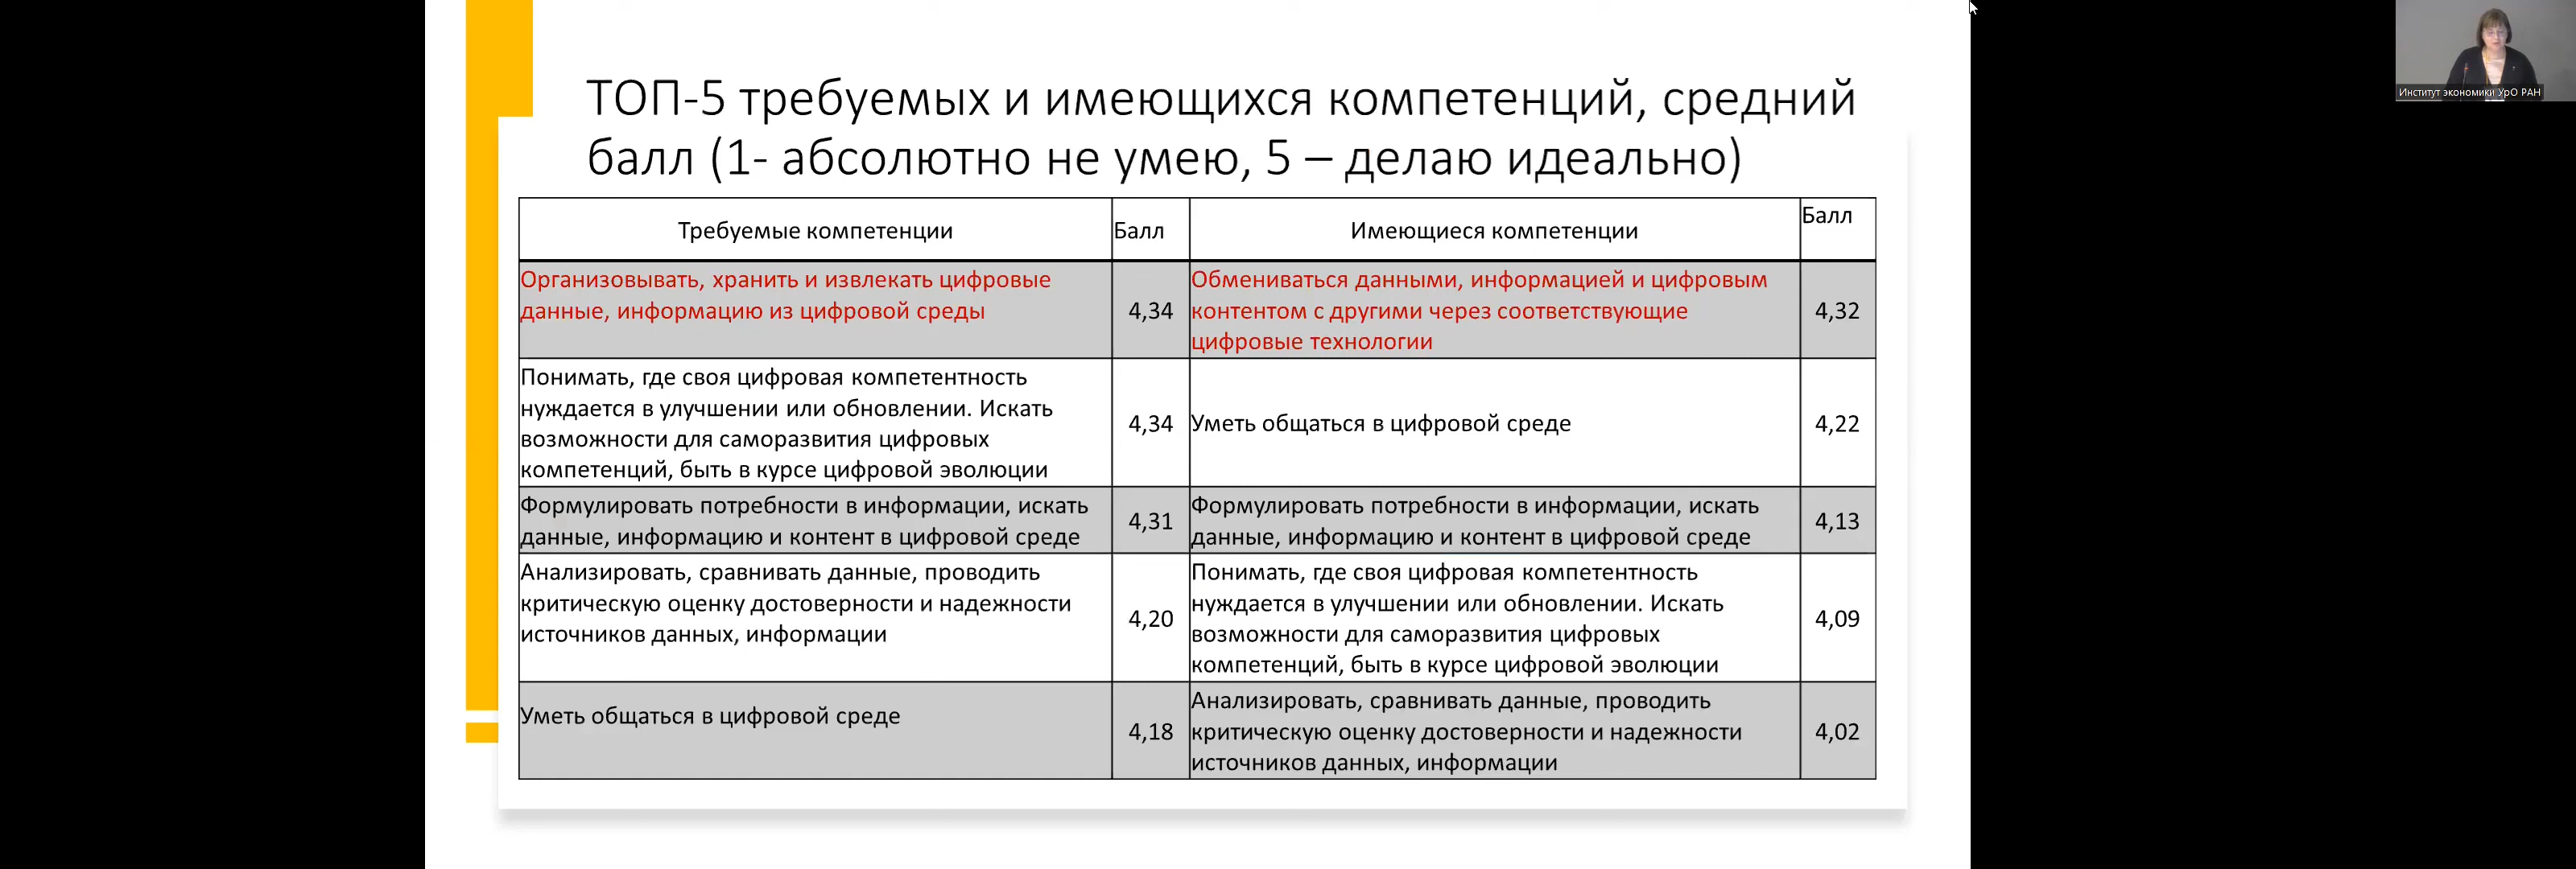 ТОП-5 требуемых и имеющихся компетенций, средний
балл (1- абсолютно не умею, 5 – делаю идеально)
Требуемые компетенции
Балл
Имеющиеся компетенции
Балл
Организовывать, хранить и извлекать цифровые
данные, информацию из цифровой среды
4,34
Обмениваться данными, информацией и цифровым
контентом с другими через соответствующие
цифровые технологии
4,32
Понимать, где своя цифровая компетентность
нуждается в улучшении или обновлении. Искать
возможности для саморазвития цифровых
компетенций, быть в курсе цифровой эволюции
4,34
Уметь общаться в цифровой среде
4,22
Формулировать потребности в информации, искать
данные, информацию и контент в цифровой среде
4,31
Формулировать потребности в информации, искать
данные, информацию и контент в цифровой среде
4,13
Анализировать, сравнивать данные, проводить
критическую оценку достоверности и надежности
источников данных, информации
4,20
Понимать, где своя цифровая компетентность
нуждается в улучшении или обновлении. Искать
возможности для саморазвития цифровых
компетенций, быть в курсе цифровой эволюции
4,09
Уметь общаться в цифровой среде
4,18
Анализировать, сравнивать данные, проводить
критическую оценку достоверности и надежности
источников данных, информации
4,02
Институт экономики УрО РАН